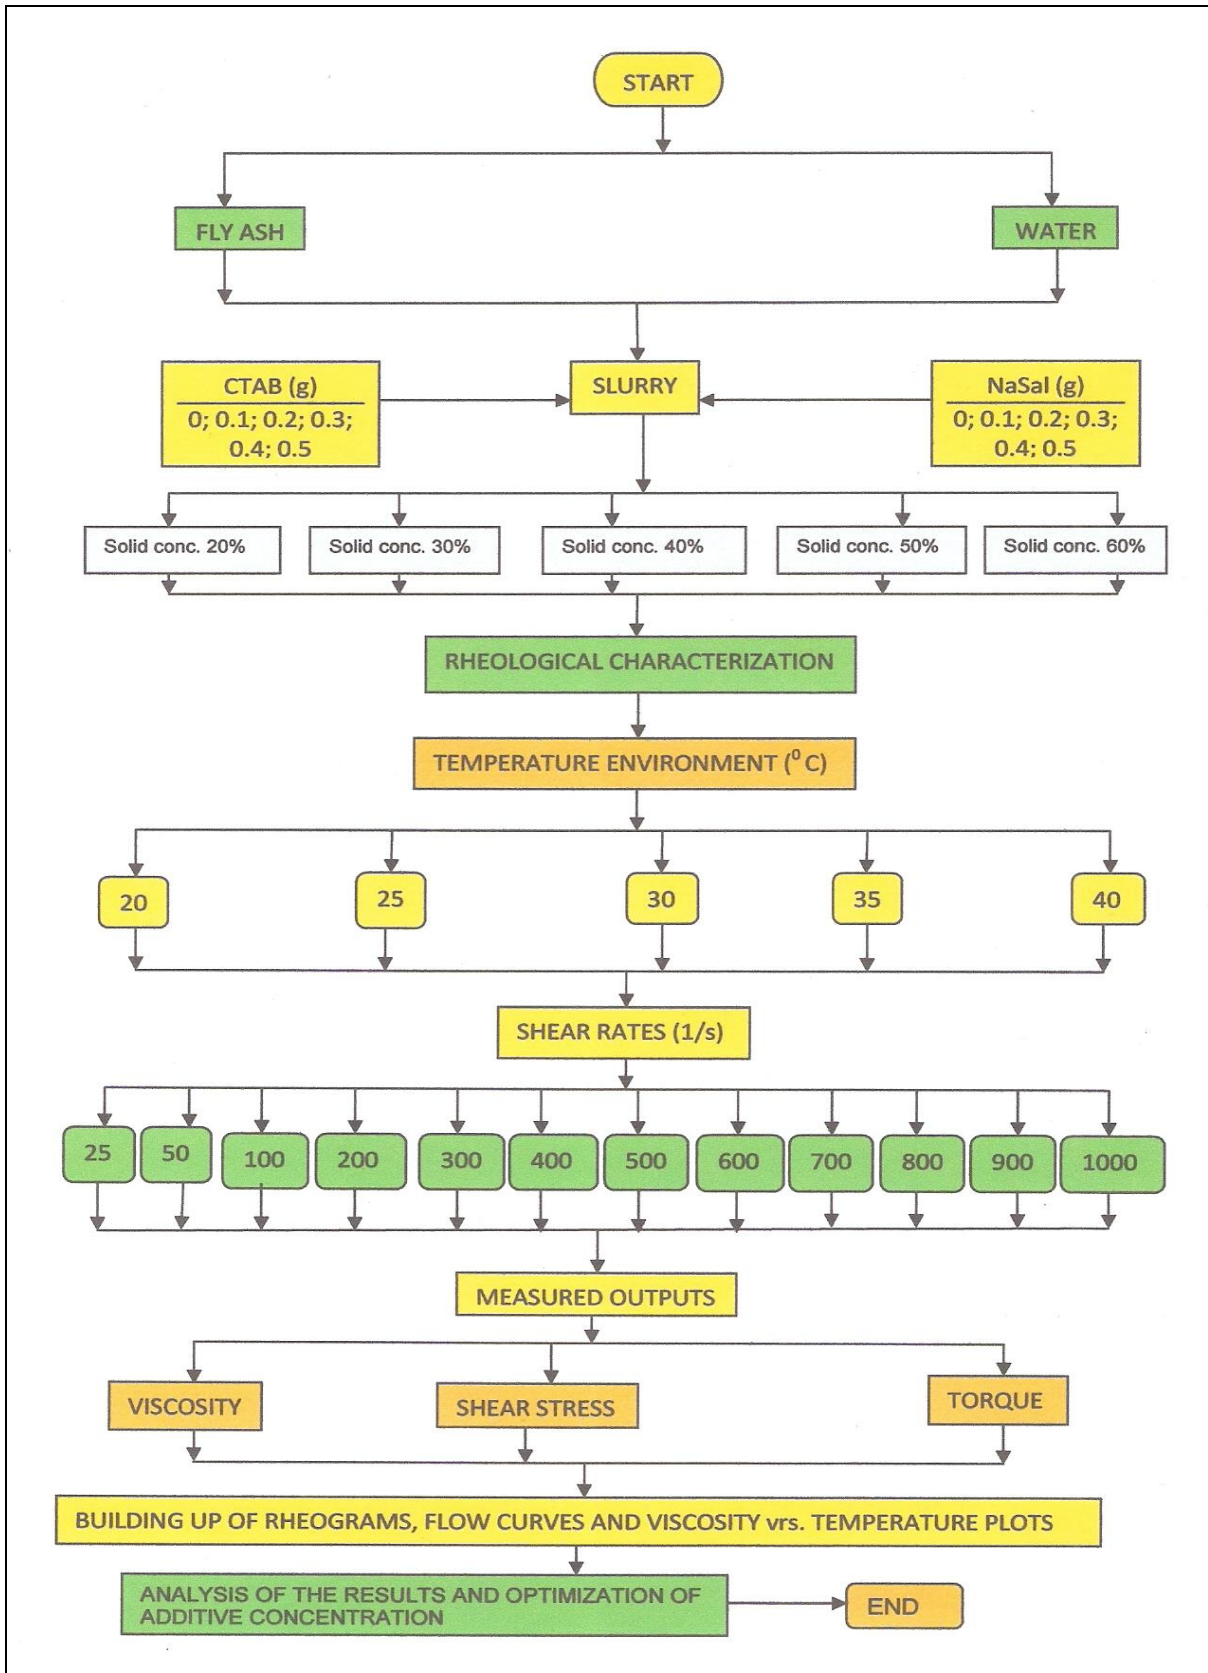 START
FLY ASH
WATER
CTAB (g)
0; 0.1; 0.2; 0.3;
0.4; 0.5
SLURRY
NaSal (g)
0; 0.1; 0.2; 0.3;
0.4; 0.5
Solid conc. 20%
Solid conc. 30%
Solid conc. 40%
Solid conc. 50%
Solid conc. 60%
RHEOLOGICAL CHARACTERIZATION
TEMPERATURE ENVIRONMENT (⁰ C)
20
25
30
35
40
SHEAR RATES (1/s)
25
50
100
200
300
400
500
600
700
800
900
1000
MEASURED OUTPUTS
VISCOSITY
SHEAR STRESS
TORQUE
BUILDING UP OF RHEOGRAMS, FLOW CURVES AND VISCOSITY vrs. TEMPERATURE PLOTS
ANALYSIS OF THE RESULTS AND OPTIMIZATION OF
ADDITIVE CONCENTRATION
END